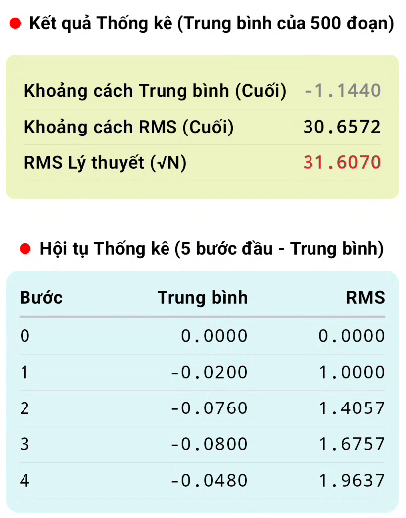 Kết quả Thống kê (Trung bình của 500 đoạn)
Khoảng cách Trung bình (Cuối) -1.1440
Khoảng cách RMS (Cuối) 30.6572
RMS Lý thuyết (√N) 31.6070
Hội tụ Thống kê (5 bước đầu - Trung bình)
Bước Trung bình RMS
0 0.0000 0.0000
1 -0.0200 1.0000
2 -0.0760 1.4057
3 -0.0800 1.6757
4 -0.0480 1.9637